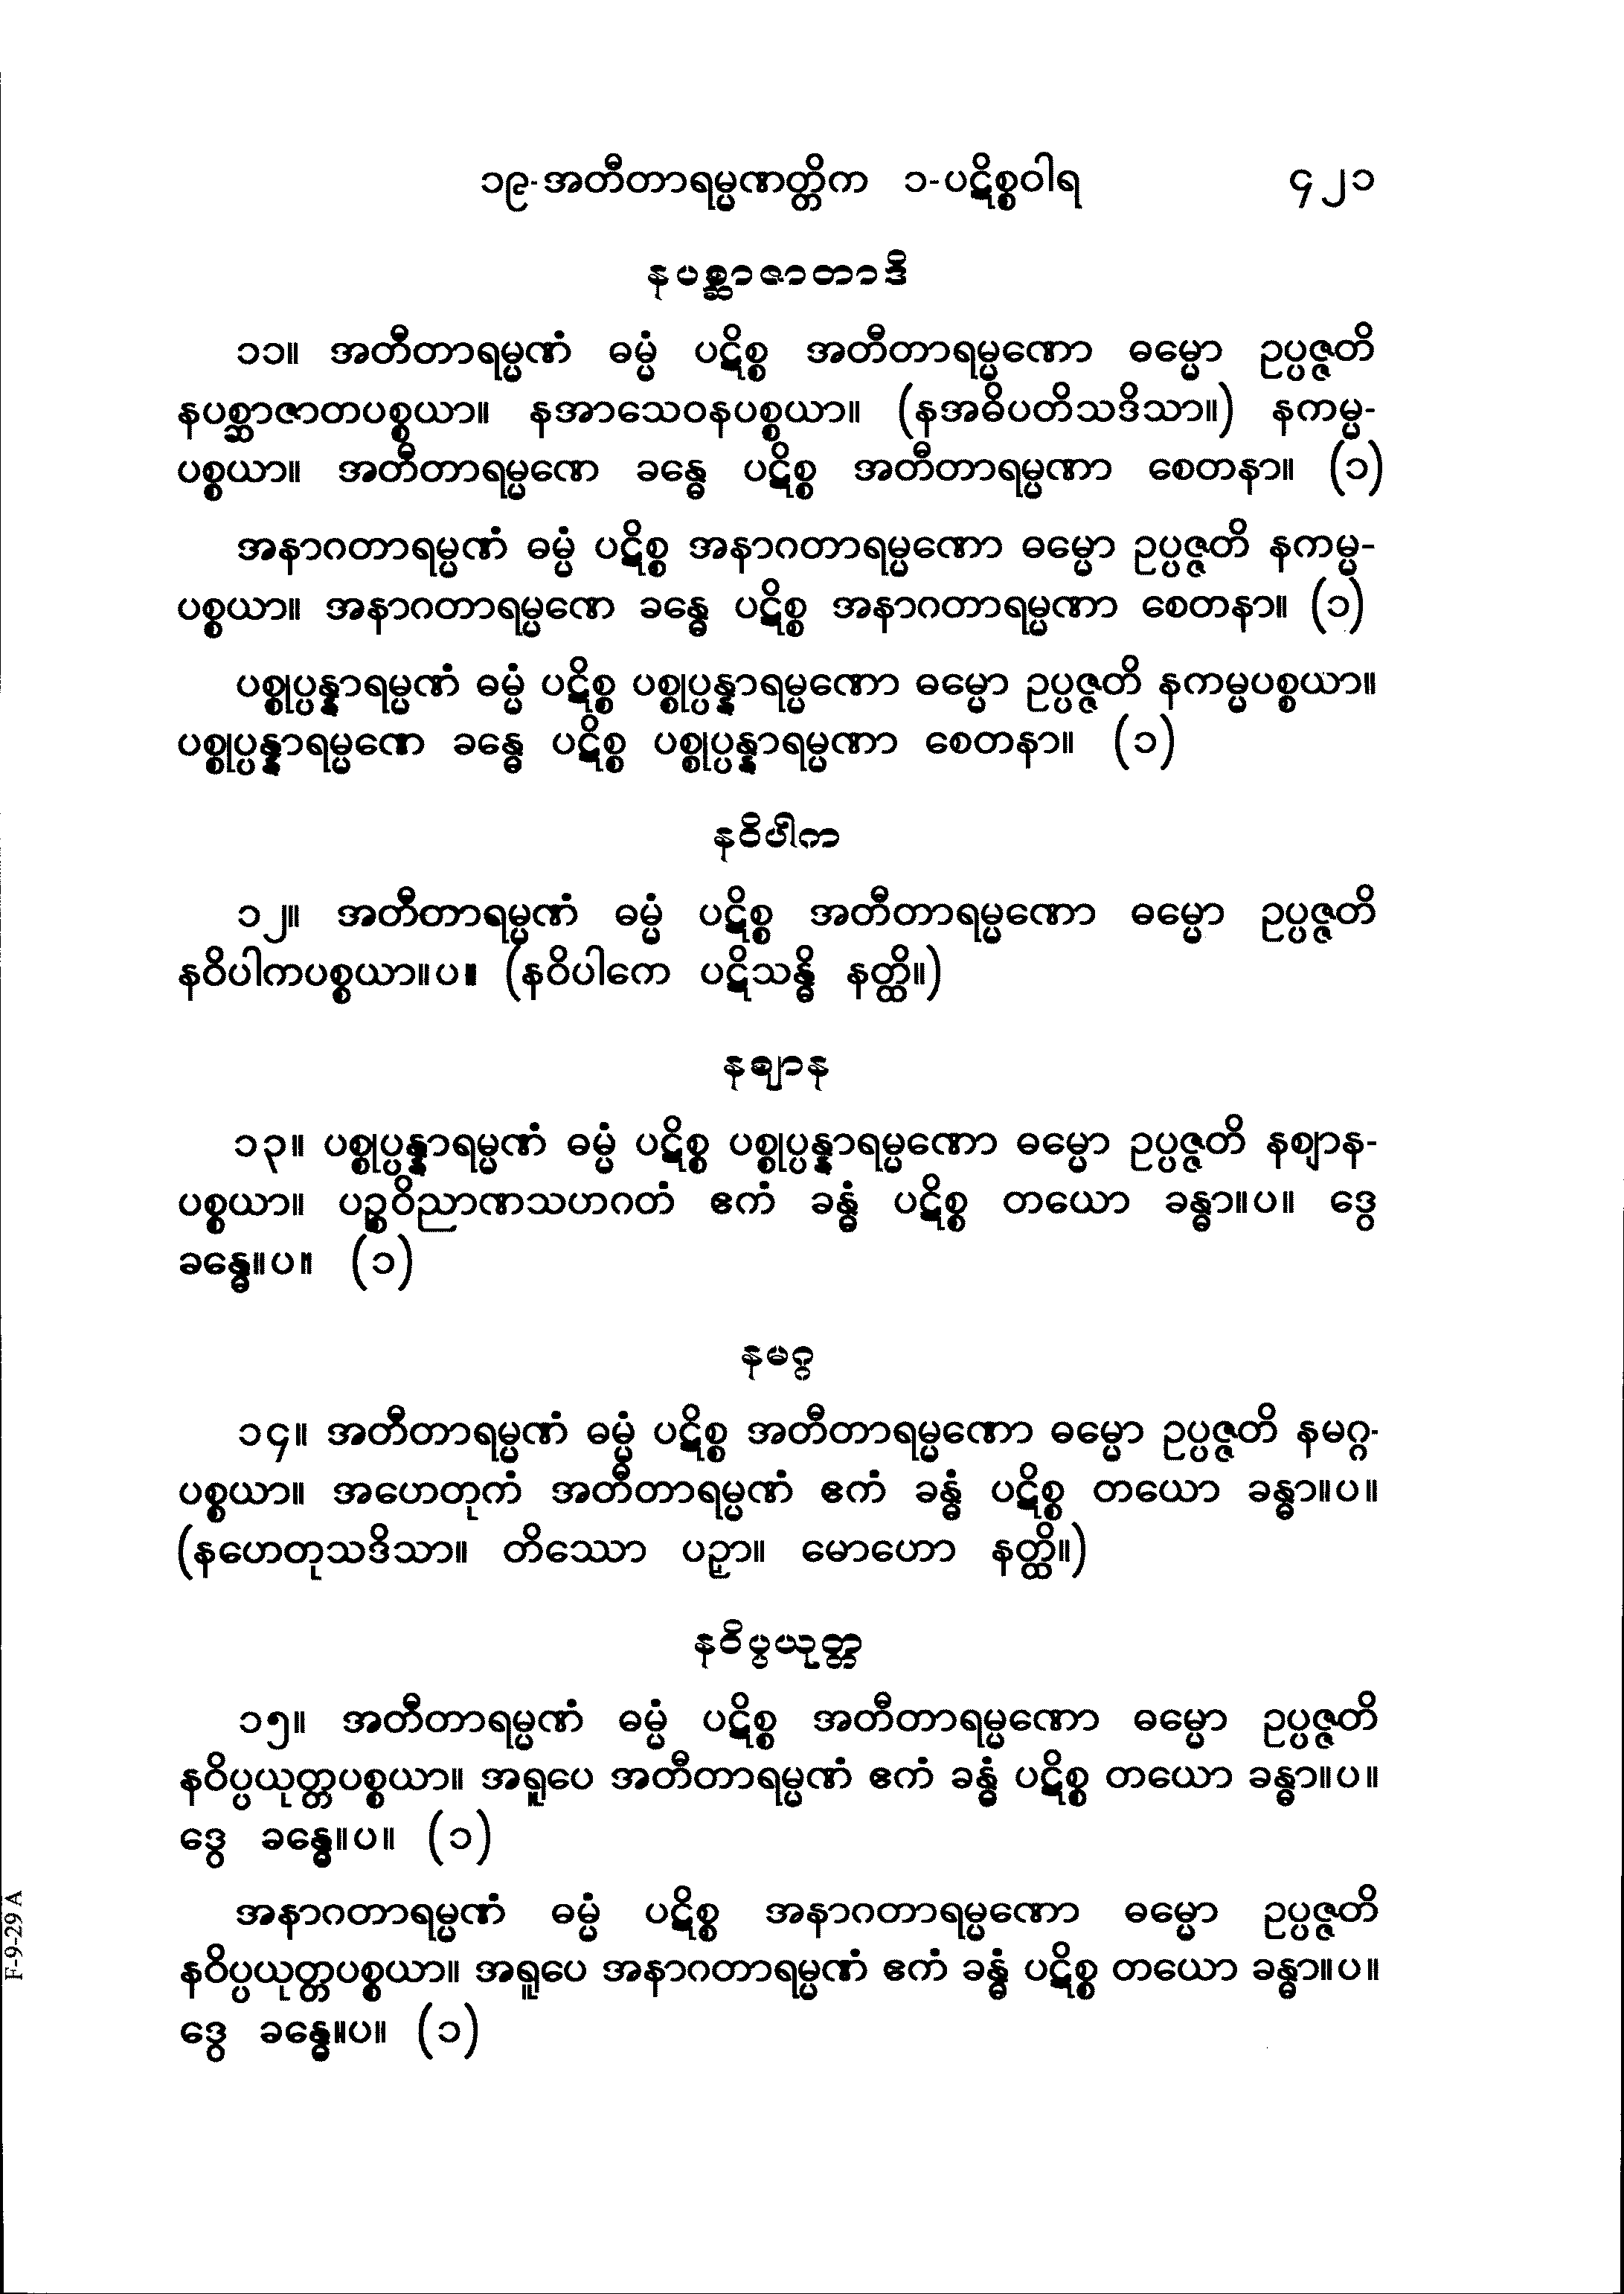 ၁၉-အတီတာရမ္မဏတ္တိက ၁-ပဋိစ္စဝါရ ၄၂၁
နပစ္ဆာဇာတာဒိ
၁၁။ အတီတာရမ္မဏံ ဓမ္မံ ပဋိစ္စ အတီတာရမ္မဏော ဓမ္မော ဥပ္ပဇ္ဇတိ
နပစ္ဆာဇာတပစ္စယာ။ နအာသေဝနပစ္စယာ။ (နအဓိပတိသဒိသာ။) နကမ္မ-
ပစ္စယာ။ အတီတာရမ္မဏေ ခန္ဓေ ပဋိစ္စ အတီတာရမ္မဏာ စေတနာ။ (၁)
အနာဂတာရမ္မဏံ ဓမ္မံ ပဋိစ္စ အနာဂတာရမ္မဏော ဓမ္မော ဥပ္ပဇ္ဇတိ နကမ္မ-
ပစ္စယာ။ အနာဂတာရမ္မဏေ ခန္ဓေ ပဋိစ္စ အနာဂတာရမ္မဏာ စေတနာ။ (၁)
ပစ္စုပ္ပန္နာရမ္မဏံ ဓမ္မံ ပဋိစ္စ ပစ္စုပ္ပန္နာရမ္မဏော ဓမ္မော ဥပ္ပဇ္ဇတိ နကမ္မပစ္စယာ။
ပစ္စုပ္ပန္နာရမ္မဏေ ခန္ဓေ ပဋိစ္စ ပစ္စုပ္ပန္နာရမ္မဏာ စေတနာ။ (၁)
နဝိပါက
၁၂။ အတီတာရမ္မဏံ ဓမ္မံ ပဋိစ္စ အတီတာရမ္မဏော ဓမ္မော ဥပ္ပဇ္ဇတိ
နဝိပါကပစ္စယာ။ပ။ (နဝိပါကေ ပဋိသန္ဓိ နတ္ထိ။)
နဈာန
၁၃။ ပစ္စုပ္ပန္နာရမ္မဏံ ဓမ္မံ ပဋိစ္စ ပစ္စုပ္ပန္နာရမ္မဏော ဓမ္မော ဥပ္ပဇ္ဇတိ နဈာန-
ပစ္စယာ။ ပဉ္စဝိညာဏသဟဂတံ ဧကံ ခန္ဓံ ပဋိစ္စ တယော ခန္ဓာ။ပ။ ဒွေ
ခန္ဓေ။ပ။ (၁)
နမဂ္ဂ
၁၄။ အတီတာရမ္မဏံ ဓမ္မံ ပဋိစ္စ အတီတာရမ္မဏော ဓမ္မော ဥပ္ပဇ္ဇတိ နမဂ္ဂ-
ပစ္စယာ။ အဟေတုကံ အတီတာရမ္မဏံ ဧကံ ခန္ဓံ ပဋိစ္စ တယော ခန္ဓာ။ပ။
(နဟေတုသဒိသာ။ တိဿော ပဉှာ။ မောဟော နတ္ထိ။)
နဝိပ္ပယုတ္တ
၁၅။ အတီတာရမ္မဏံ ဓမ္မံ ပဋိစ္စ အတီတာရမ္မဏော ဓမ္မော ဥပ္ပဇ္ဇတိ
နဝိပ္ပယုတ္တပစ္စယာ။ အရူပေ အတီတာရမ္မဏံ ဧကံ ခန္ဓံ ပဋိစ္စ တယော ခန္ဓာ။ပ။
ဒွေ ခန္ဓေ။ပ။ (၁)
အနာဂတာရမ္မဏံ ဓမ္မံ ပဋိစ္စ အနာဂတာရမ္မဏော ဓမ္မော ဥပ္ပဇ္ဇတိ
နဝိပ္ပယုတ္တပစ္စယာ။ အရူပေ အနာဂတာရမ္မဏံ ဧကံ ခန္ဓံ ပဋိစ္စ တယော ခန္ဓာ။ပ။
ဒွေ ခန္ဓေ။ပ။ (၁)
F-9-29 A